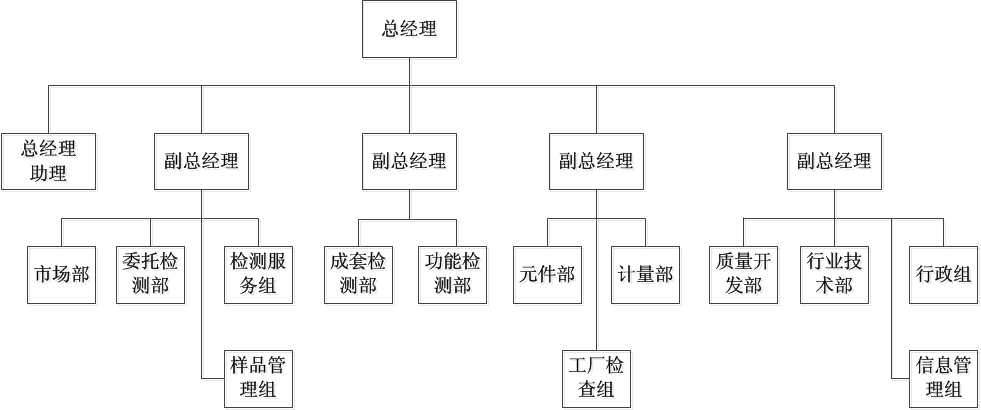 总经理
总经理
助理
副总经理
副总经理
副总经理
副总经理
市场部
委托检
测部
检测服
务组
成套检
测部
功能检
测部
元件部
计量部
质量开
发部
行业技
术部
行政组
样品管
理组
工厂检
查组
信息管
理组